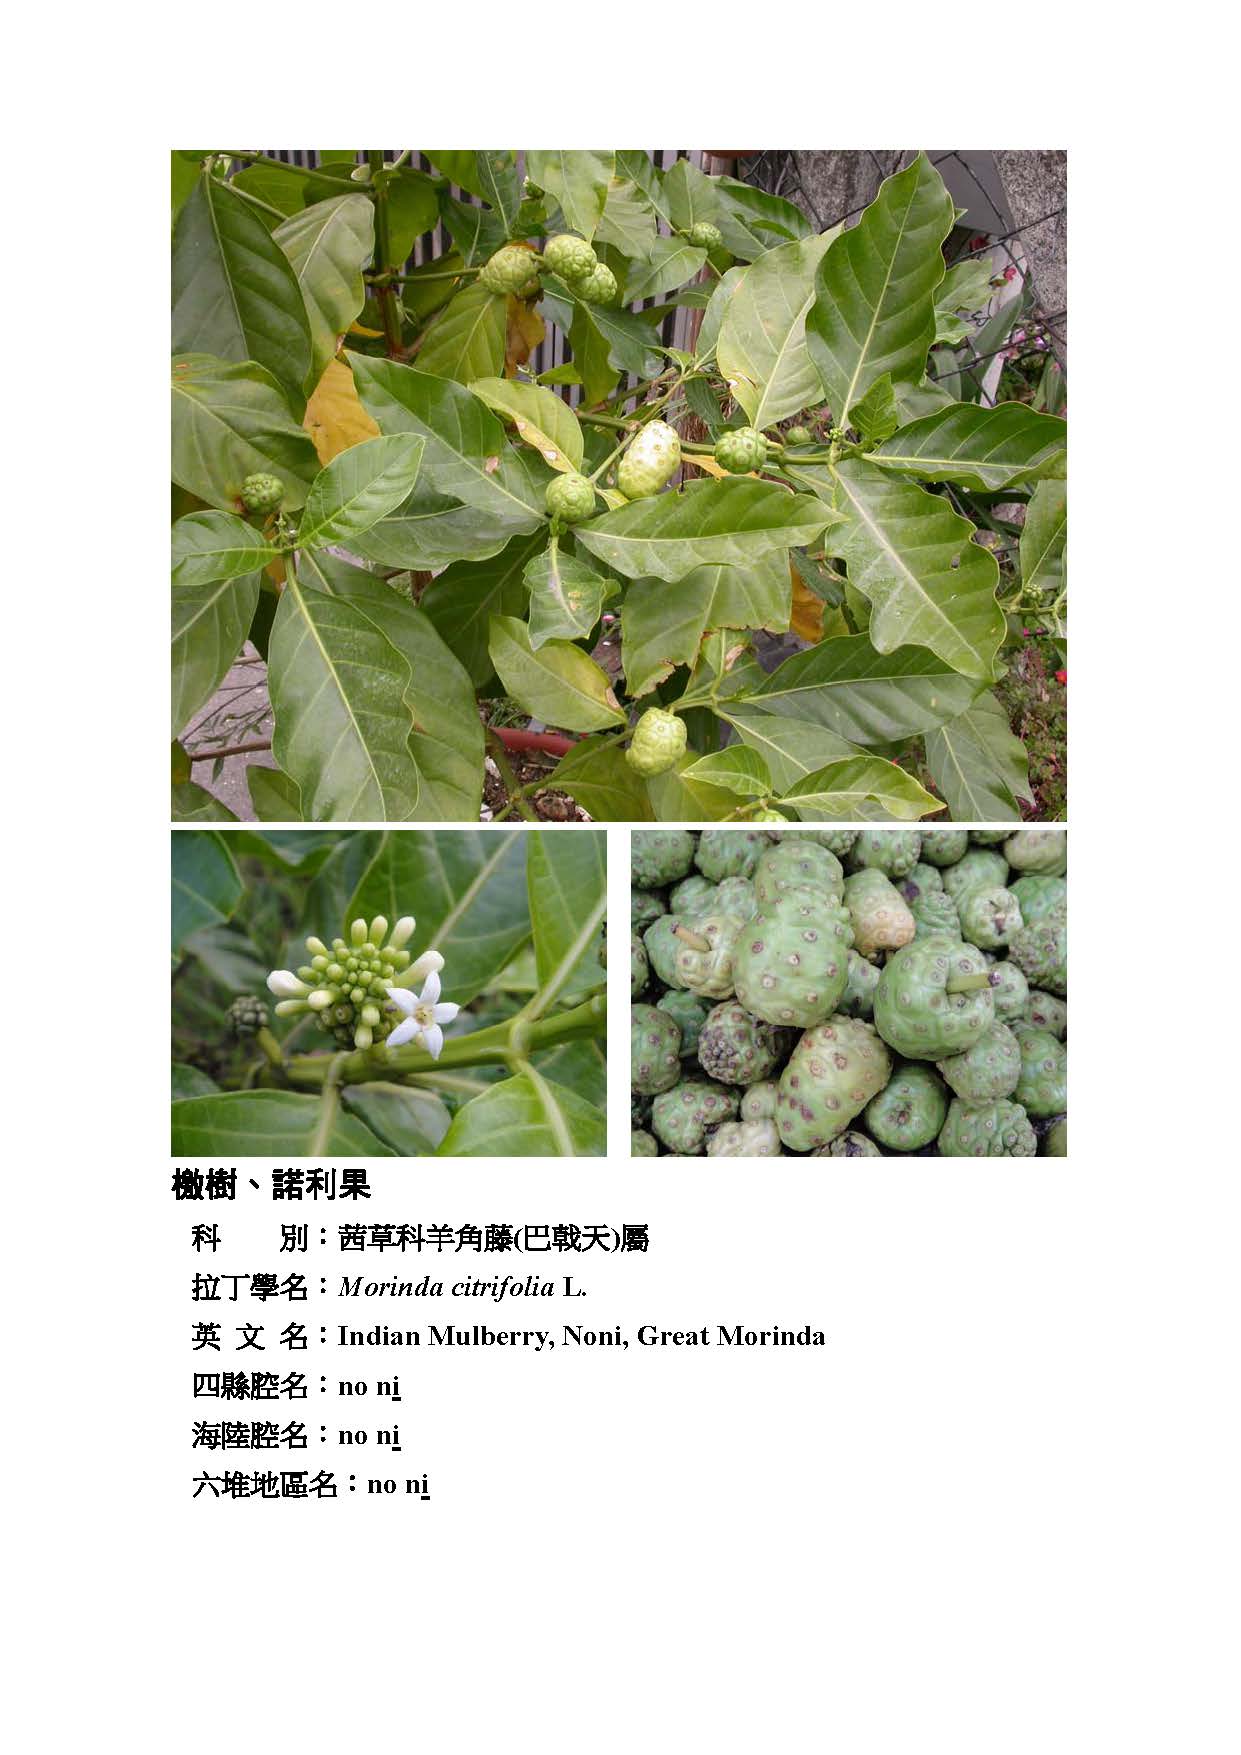 檄樹、諾利果
科　　別：茜草科羊角藤(巴戟天)屬
拉丁學名：Morinda citrifolia L.
英 文 名：Indian Mulberry, Noni, Great Morinda
四縣腔名：no ni
海陸腔名：no ni
六堆地區名：no ni